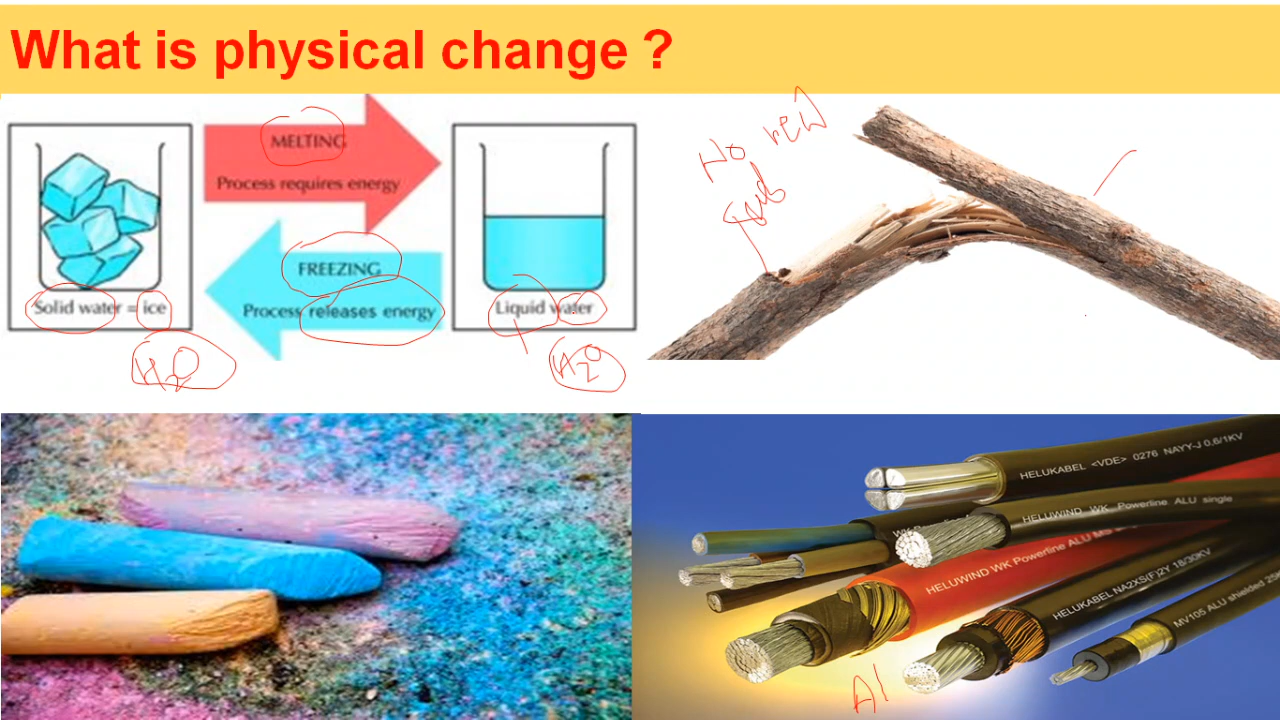 What is physical change ?
MELTING
Process requires energy
FREEZING
Process releases energy
Solid water = ice
Liquid water
H2O
H2O
No new
HELUKABEL <VDE> 0276 NAYY-J 0,6/1KV
HELUWIND WK Powerline ALU single
WK
HELUWIND WK Powerline ALU
HELUKABEL NA2XS(F)2Y 18/30KV
MV105 ALU shielded
Al